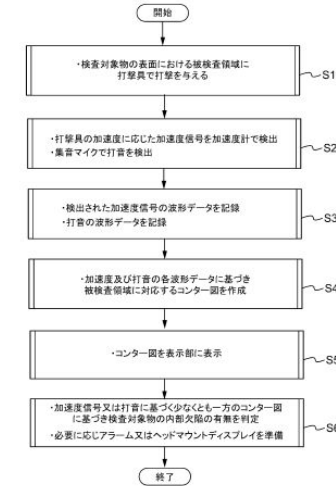 開始
・検査対象物の表面における被検査領域に
打撃具で打撃を与える
S1
・打撃具の加速度に応じた加速度信号を加速度計で検出
・集音マイクで打音を検出
S2
・検出された加速度信号の波形データを記録
・打音の波形データを記録
S3
・加速度及び打音の各波形データに基づき
被検査領域に対応するコンター図を作成
S4
・コンター図を表示部に表示
S5
・加速度信号又は打音に基づく少なくとも一方のコンター図
に基づき検査対象物の内部欠陥の有無を判定
・必要に応じアラーム又はヘッドマウントディスプレイを準備
S6
終了